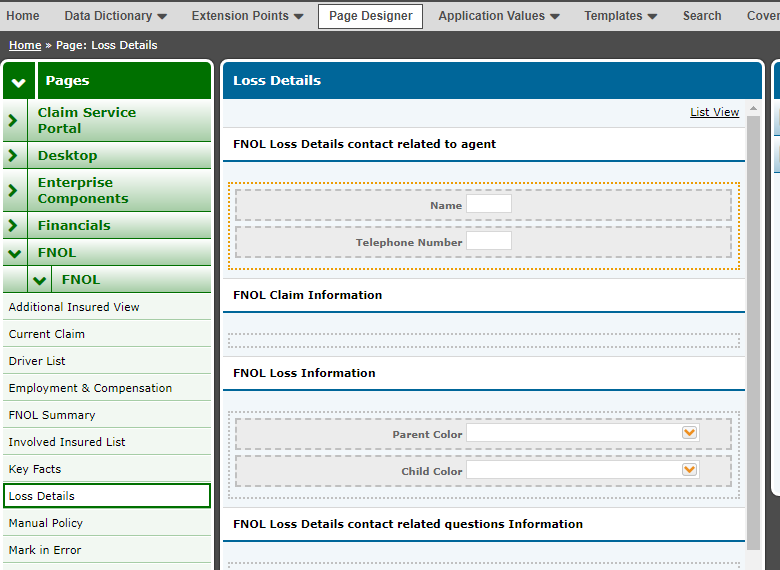 Home Data Dictionary Extension Points Page Designer Application Values Templates Search Cover
Home » Page: Loss Details
Pages
Claim Service
Portal
Desktop
Enterprise
Components
Financials
FNOL
FNOL
Additional Insured View
Current Claim
Driver List
Employment & Compensation
FNOL Summary
Involved Insured List
Key Facts
Loss Details
Manual Policy
Mark in Error
Loss Details
List View
FNOL Loss Details contact related to agent
Name
Telephone Number
FNOL Claim Information
FNOL Loss Information
Parent Color
Child Color
FNOL Loss Details contact related questions Information